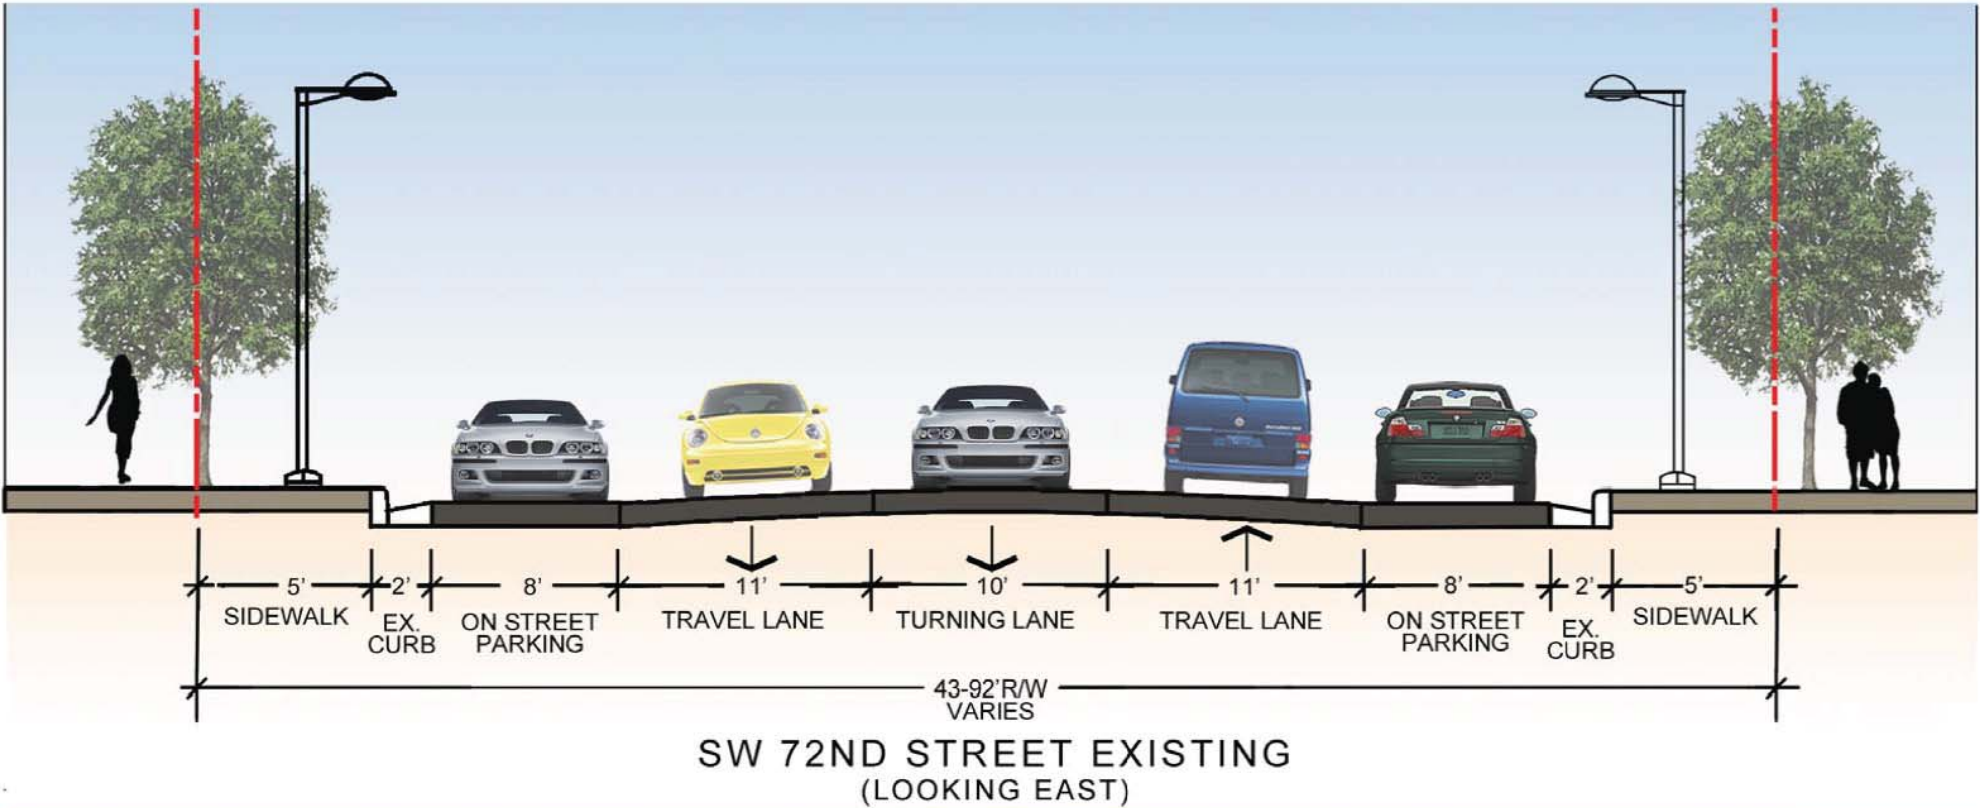 5' 2' 8' 11' 10' 11' 8' 2' 5'
SIDEWALK
EX.
CURB
ON STREET
PARKING
TRAVEL LANE
TURNING LANE
TRAVEL LANE
ON STREET
PARKING
EX.
CURB
SIDEWALK
43-92'R/W
VARIES
SW 72ND STREET EXISTING
(LOOKING EAST)